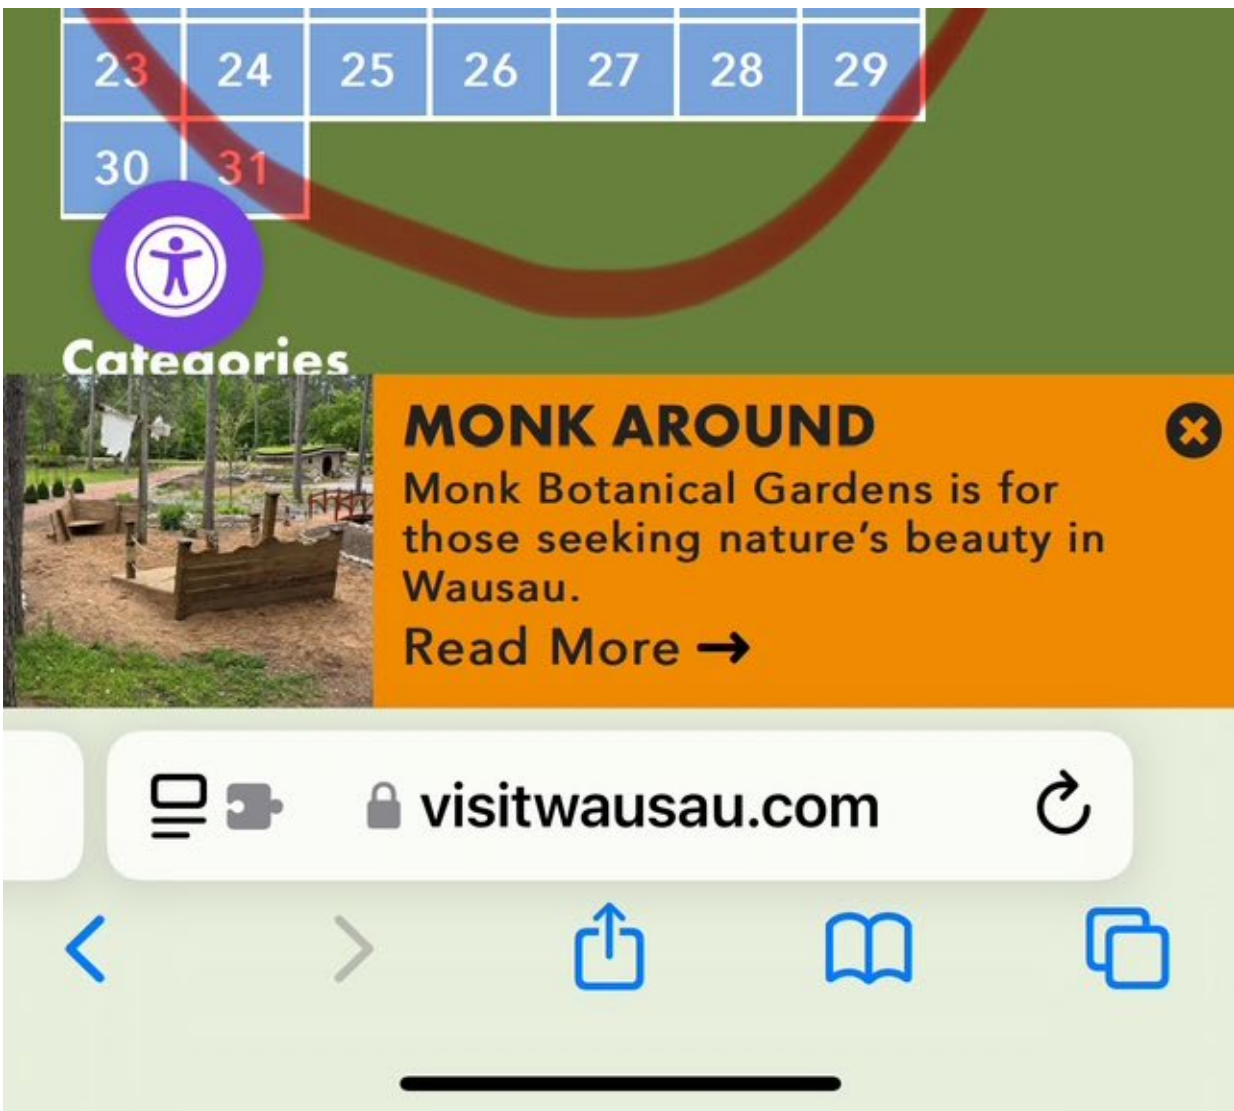 23 24 25 26 27 28 29
30 31
Categories
MONK AROUND
Monk Botanical Gardens is for
those seeking nature's beauty in
Wausau.
Read More →
visitwausau.com